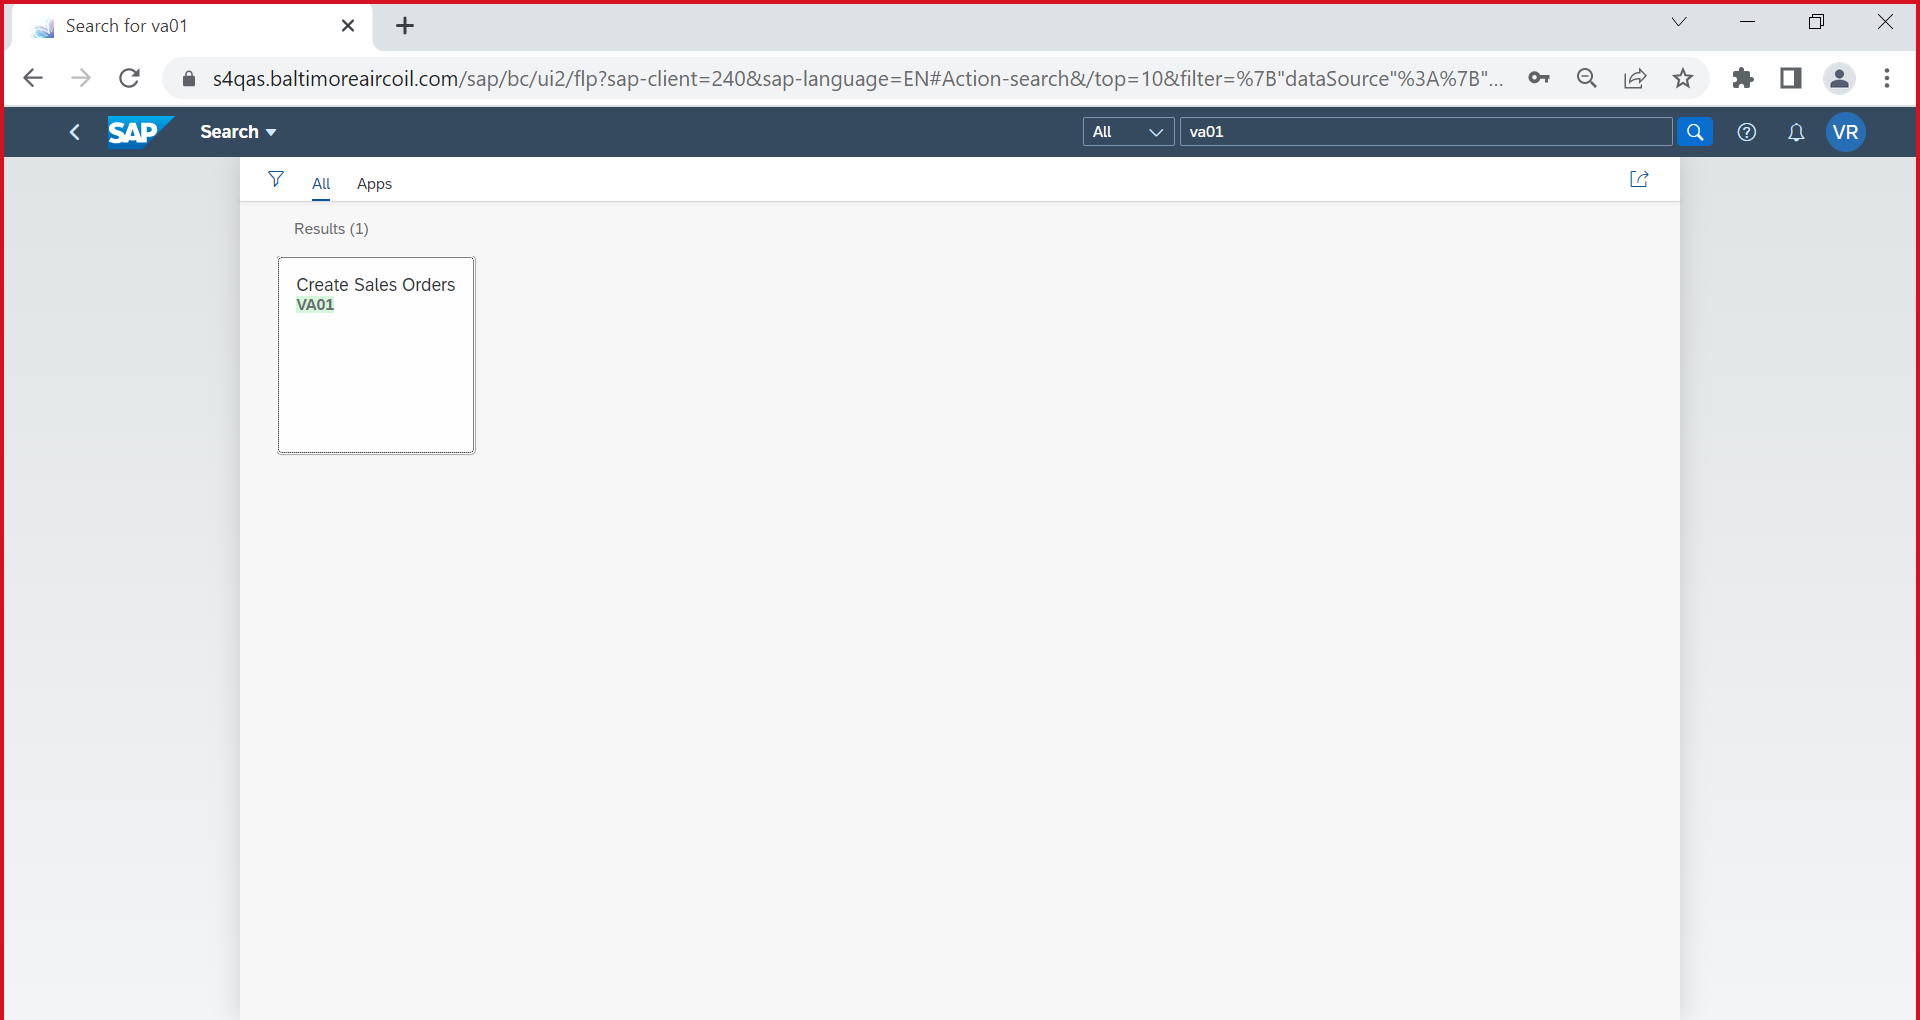 Search for va01
s4qas.baltimoreaircoil.com/sap/bc/ui2/flp?sap-client=240&sap-language=EN#Action-search&/top=10&filter=%7B"dataSource"%3A%7B"...
SAP Search All va01 VR
All Apps
Results (1)
Create Sales Orders
VA01